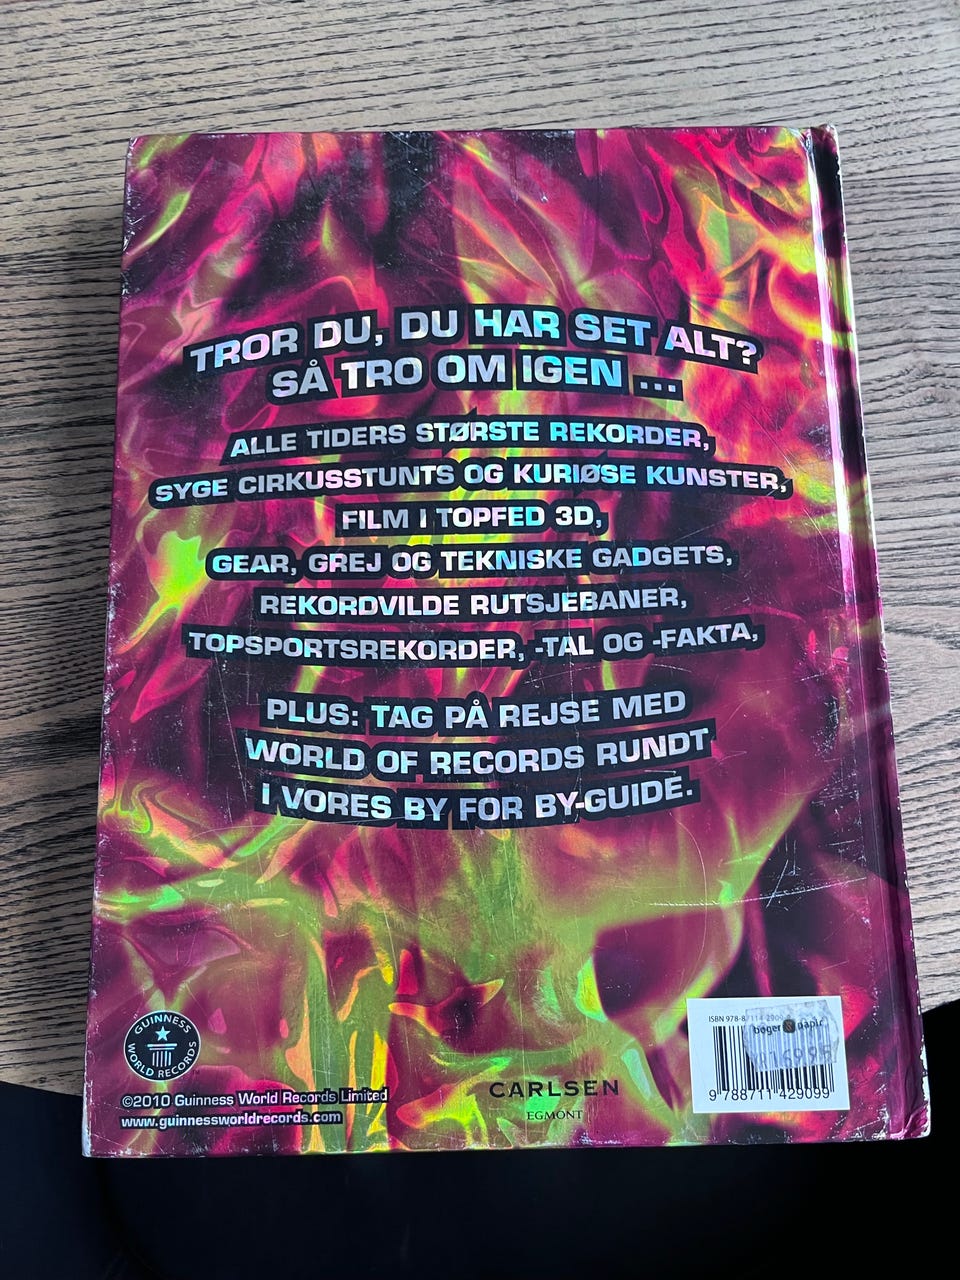 TROR DU, DU HAR SET ALT?
SÅ TRO OM IGEN ...
ALLE TIDERS STØRSTE REKORDER,
SYGE CIRKUSSTUNTS OG KURIØSE KUNSTER,
FILM I TOPFED 3D,
GEAR, GREJ OG TEKNISKE GADGETS,
REKORDVILDE RUTSJEBANER,
TOPSPORTSREKORDER, -TAL OG -FAKTA,
PLUS: TAG PÅ REJSE MED
WORLD OF RECORDS RUNDT
I VORES BY FOR BY-GUIDE.
GUINNESS
WORLD RECORDS
©2010 Guinness World Records Limited
www.guinnessworldrecords.com
CARLSEN
EGMONT
ISBN
bøger papir
9 788711 429099